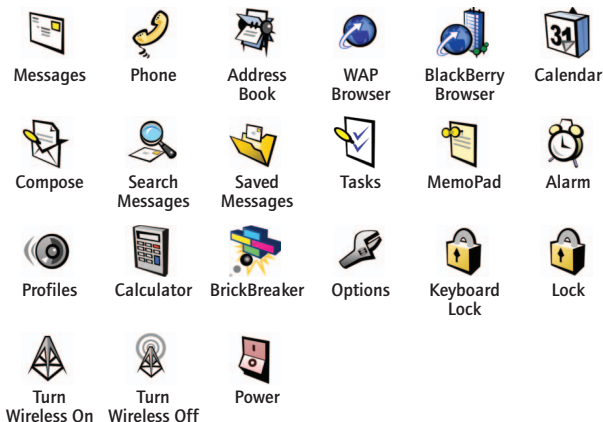 31
Messages Phone Address Book WAP Browser BlackBerry Browser Calendar
Compose Search Messages Saved Messages Tasks MemoPad Alarm
Profiles Calculator BrickBreaker Options Keyboard Lock Lock
Turn Wireless On Turn Wireless Off Power